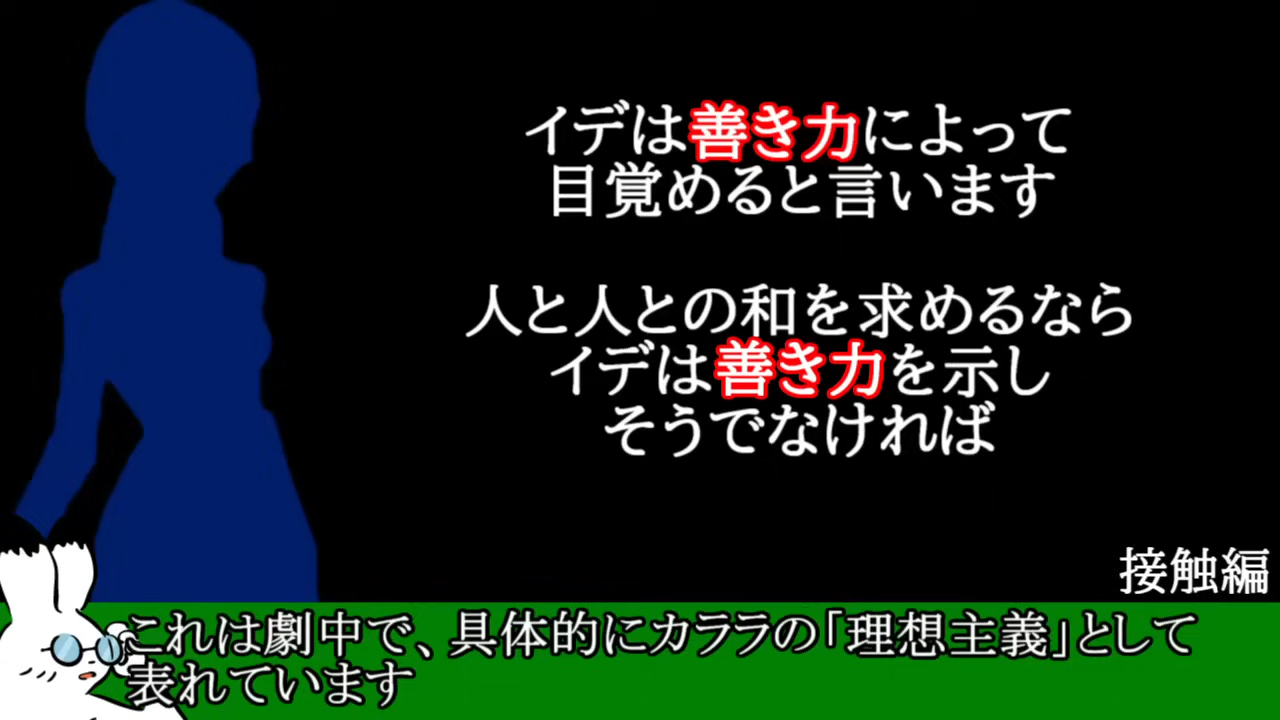 イデは善き力によって
目覚めると言います
人と人との和を求めるなら
イデは善き力を示し
そうでなければ
接触編
これは劇中で、具体的にカララの「理想主義」として
表れています